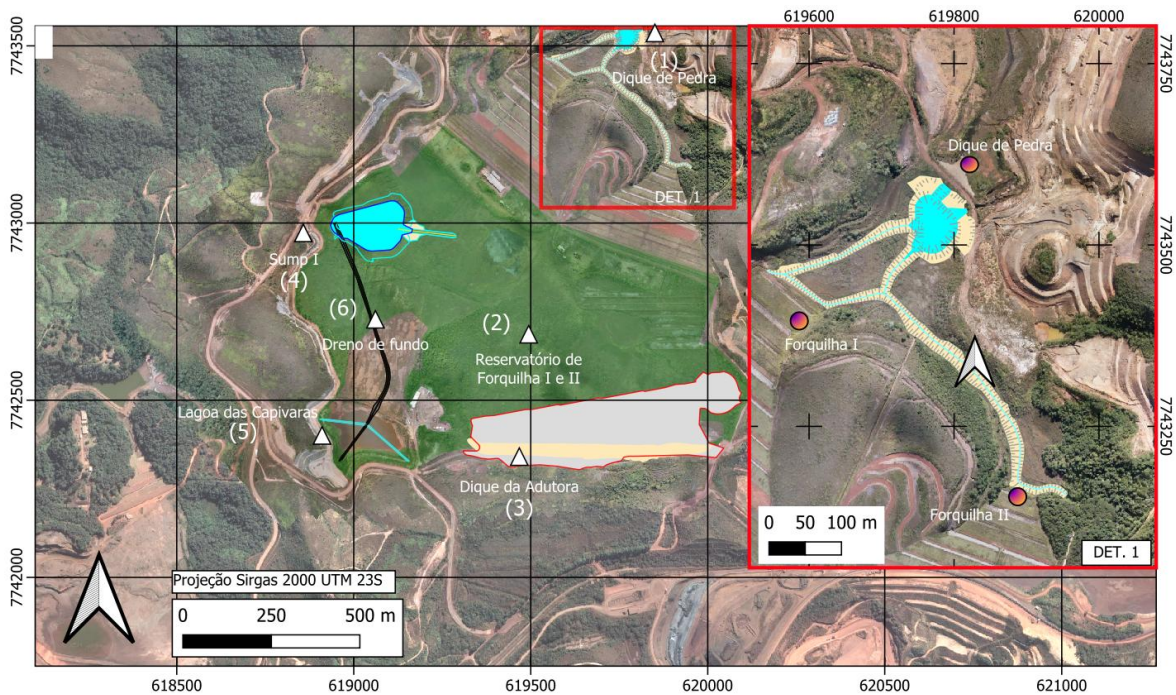 619600
619800
620000
7743500
7743000
7742500
7742000
(1)
Dique de Pedra
DET. 1
Sump I
(4)
(6)
Dreno de fundo
(2)
Reservatório de
Forquilha I e II
Lagoa das Capivaras
(5)
Dique da Adutora
(3)
Projeção Sirgas 2000 UTM 23S
0 250 500 m
Dique de Pedra
Forquilha I
Forquilha II
0 50 100 m
DET. 1
7743750
7743500
7743250
618500
619000
619500
620000
620500
621000